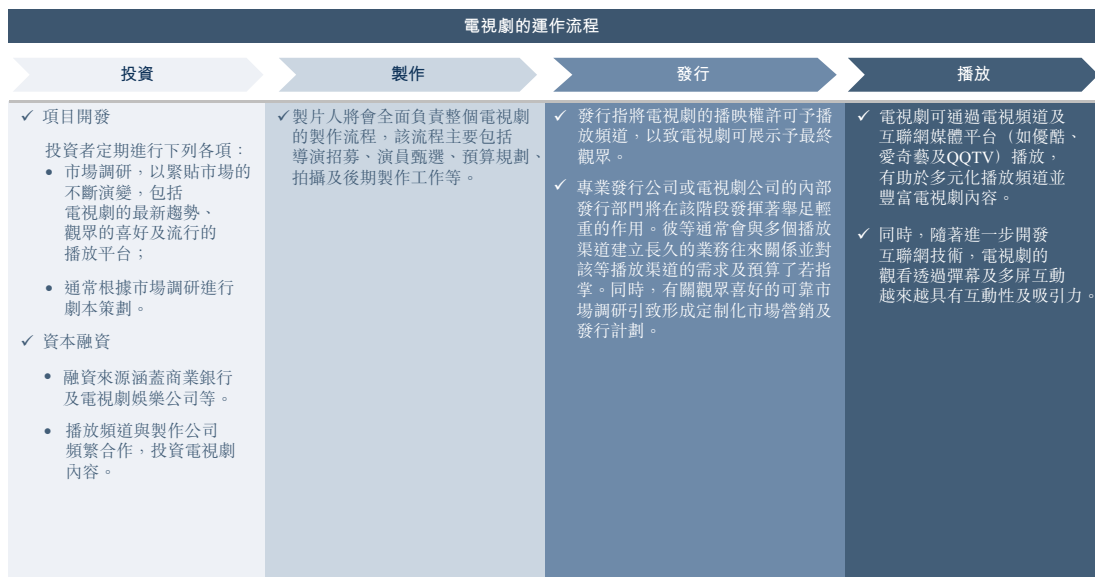 電視劇的運作流程
投資
製作
發行
播放
✓ 項目開發
投資者定期進行下列各項：
• 市場調研，以緊貼市場的
不斷演變，包括
電視劇的最新趨勢、
觀眾的喜好及流行的
播放平台；
• 通常根據市場調研進行
劇本策劃。
✓ 資本融資
• 融資來源涵蓋商業銀行
及電視劇娛樂公司等。
• 播放頻道與製作公司
頻繁合作，投資電視劇
內容。
✓製片人將會全面負責整個電視劇
的製作流程，該流程主要包括
導演招募、演員甄選、預算規劃、
拍攝及後期製作工作等。
✓ 發行指將電視劇的播映權許可予播
放頻道，以致電視劇可展示予最終
觀眾。
✓ 專業發行公司或電視劇公司的內部
發行部門將在該階段發揮著舉足輕
重的作用。彼等通常會與多個播放
渠道建立長久的業務往來關係並對
該等播放渠道的需求及預算了若指
掌。同時，有關觀眾喜好的可靠市
場調研引致形成定制化市場營銷及
發行計劃。
✓ 電視劇可通過電視頻道及
互聯網媒體平台（如優酷、
愛奇藝及QQTV）播放，
有助於多元化播放頻道並
豐富電視劇內容。
✓ 同時，隨著進一步開發
互聯網技術，電視劇的
觀看透過彈幕及多屏互動
越來越具有互動性及吸引力。